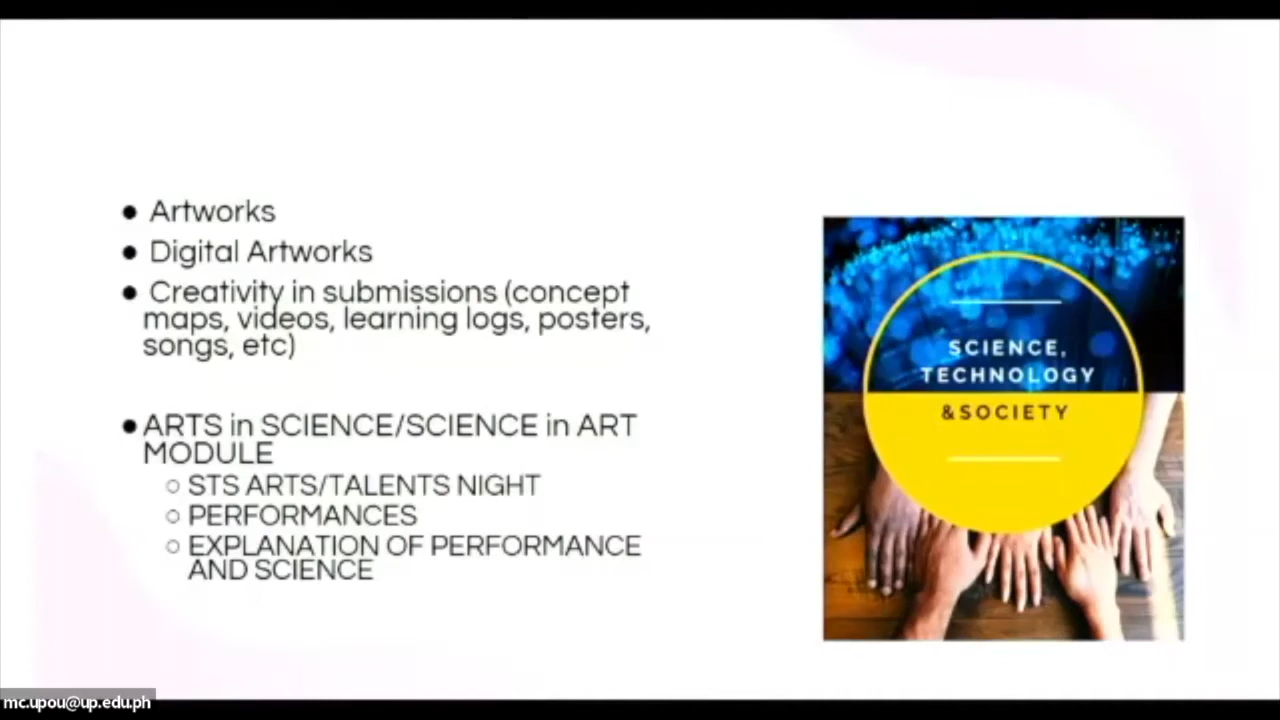 ● Artworks
● Digital Artworks
● Creativity in submissions (concept
maps, videos, learning logs, posters,
songs, etc)
● ARTS in SCIENCE/SCIENCE in ART
MODULE
○ STS ARTS/TALENTS NIGHT
○ PERFORMANCES
○ EXPLANATION OF PERFORMANCE
AND SCIENCE
SCIENCE,
TECHNOLOGY
&SOCIETY
mc.upou@up.edu.ph